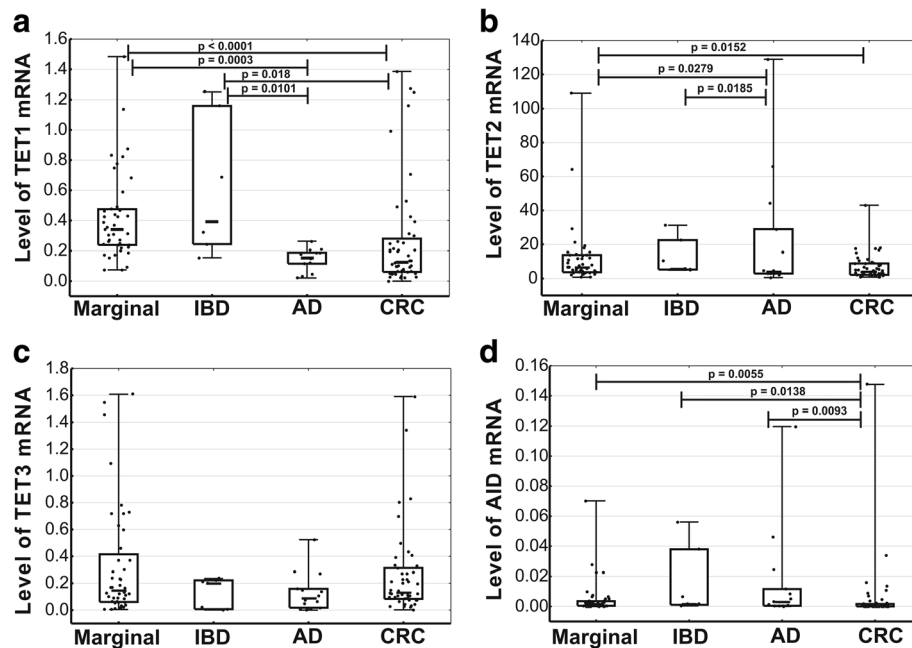 a
Level of TET1 mRNA
1.6
1.4
1.2
1.0
0.8
0.6
0.4
0.2
0.0
p < 0.0001
p = 0.0003
p = 0.018
p = 0.0101
Marginal IBD AD CRC
b
Level of TET2 mRNA
140
120
100
80
60
40
20
0
p = 0.0152
p = 0.0279
p = 0.0185
Marginal IBD AD CRC
c
Level of TET3 mRNA
1.8
1.6
1.4
1.2
1.0
0.8
0.6
0.4
0.2
0.0
Marginal IBD AD CRC
d
Level of AID mRNA
0.16
0.14
0.12
0.10
0.08
0.06
0.04
0.02
0.00
p = 0.0055
p = 0.0138
p = 0.0093
Marginal IBD AD CRC